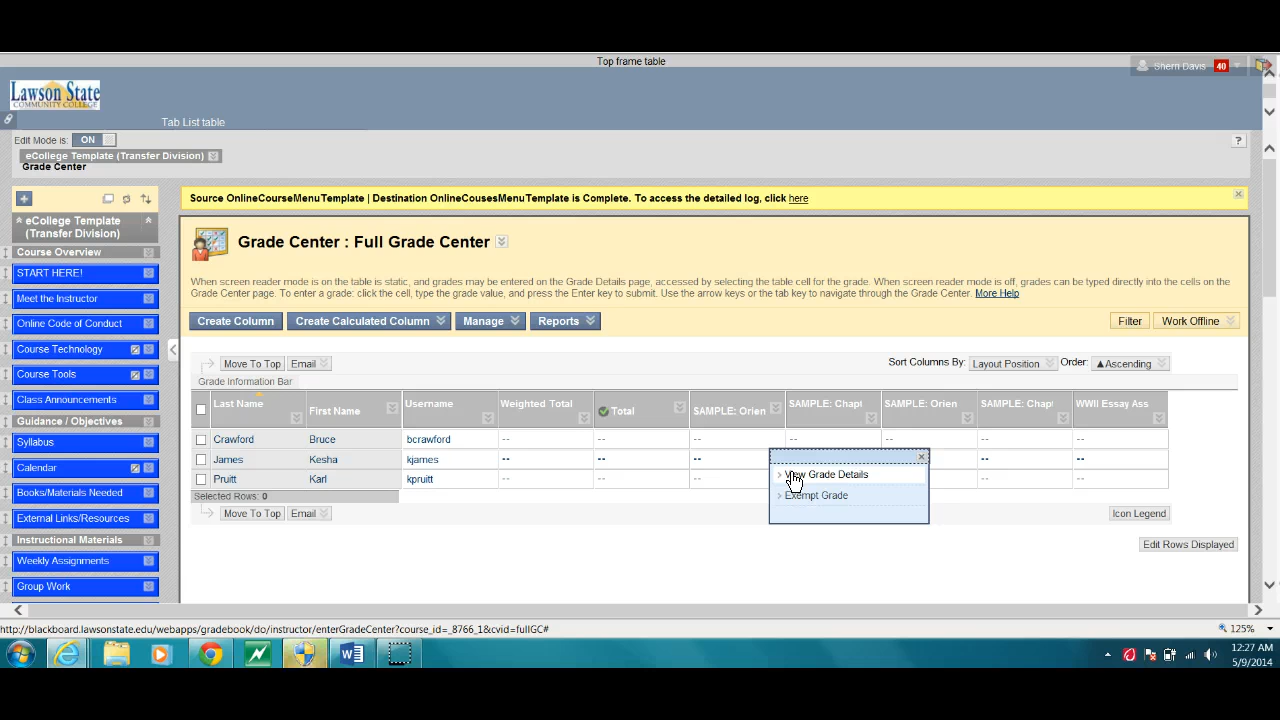 Top frame table
Sherri Davis 40
Lawson State
COMMUNITY COLLEGE
Tab List table
Edit Mode is: ON
?
eCollege Template (Transfer Division)
Grade Center
Source OnlineCourseMenuTemplate | Destination OnlineCousesMenuTemplate is Complete. To access the detailed log, click here
eCollege Template
(Transfer Division)
Course Overview
START HERE!
Meet the Instructor
Online Code of Conduct
Course Technology
Course Tools
Class Announcements
Guidance / Objectives
Syllabus
Calendar
Books/Materials Needed
External Links/Resources
Instructional Materials
Weekly Assignments
Group Work
Grade Center : Full Grade Center
When screen reader mode is on the table is static, and grades may be entered on the Grade Details page, accessed by selecting the table cell for the grade. When screen reader mode is off, grades can be typed directly into the cells on the
Grade Center page. To enter a grade: click the cell, type the grade value, and press the Enter key to submit. Use the arrow keys or the tab key to navigate through the Grade Center. More Help
Create Column Create Calculated Column Manage Reports Filter Work Offline
Move To Top Email Sort Columns By: Layout Position Order: ▲Ascending
Grade Information Bar
Last Name First Name Username Weighted Total Total SAMPLE: Orien SAMPLE: Chapt SAMPLE: Orien SAMPLE: Chapt WWII Essay Ass
Crawford Bruce bcrawford -- -- -- -- -- -- --
James Kesha kjames -- -- -- -- --
Pruitt Karl kpruitt -- -- -- -- --
View Grade Details
Exempt Grade
Selected Rows: 0
Move To Top Email Icon Legend
Edit Rows Displayed
http://blackboard.lawsonstate.edu/webapps/gradebook/do/instructor/enterGradeCenter?course_id=_8766_1&cvid=fullGC#
125%
12:27 AM
5/9/2014